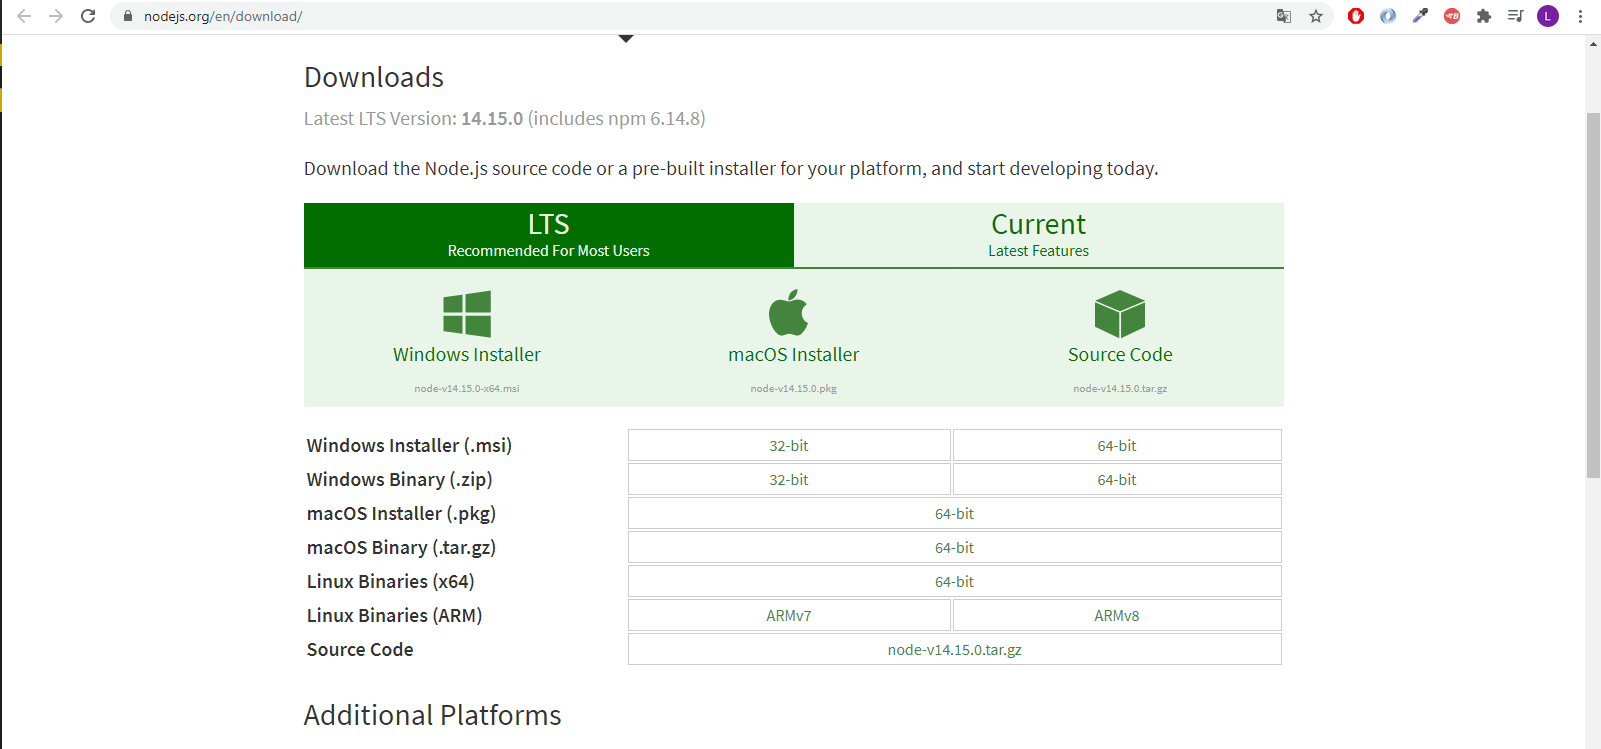 nodejs.org/en/download/
L
Downloads
Latest LTS Version: 14.15.0 (includes npm 6.14.8)
Download the Node.js source code or a pre-built installer for your platform, and start developing today.
LTS
Recommended For Most Users
Current
Latest Features
Windows Installer
node-v14.15.0-x64.msi
macOS Installer
node-v14.15.0.pkg
Source Code
node-v14.15.0.tar.gz
Windows Installer (.msi) 32-bit 64-bit
Windows Binary (.zip) 32-bit 64-bit
macOS Installer (.pkg) 64-bit
macOS Binary (.tar.gz) 64-bit
Linux Binaries (x64) 64-bit
Linux Binaries (ARM) ARMv7 ARMv8
Source Code node-v14.15.0.tar.gz
Additional Platforms